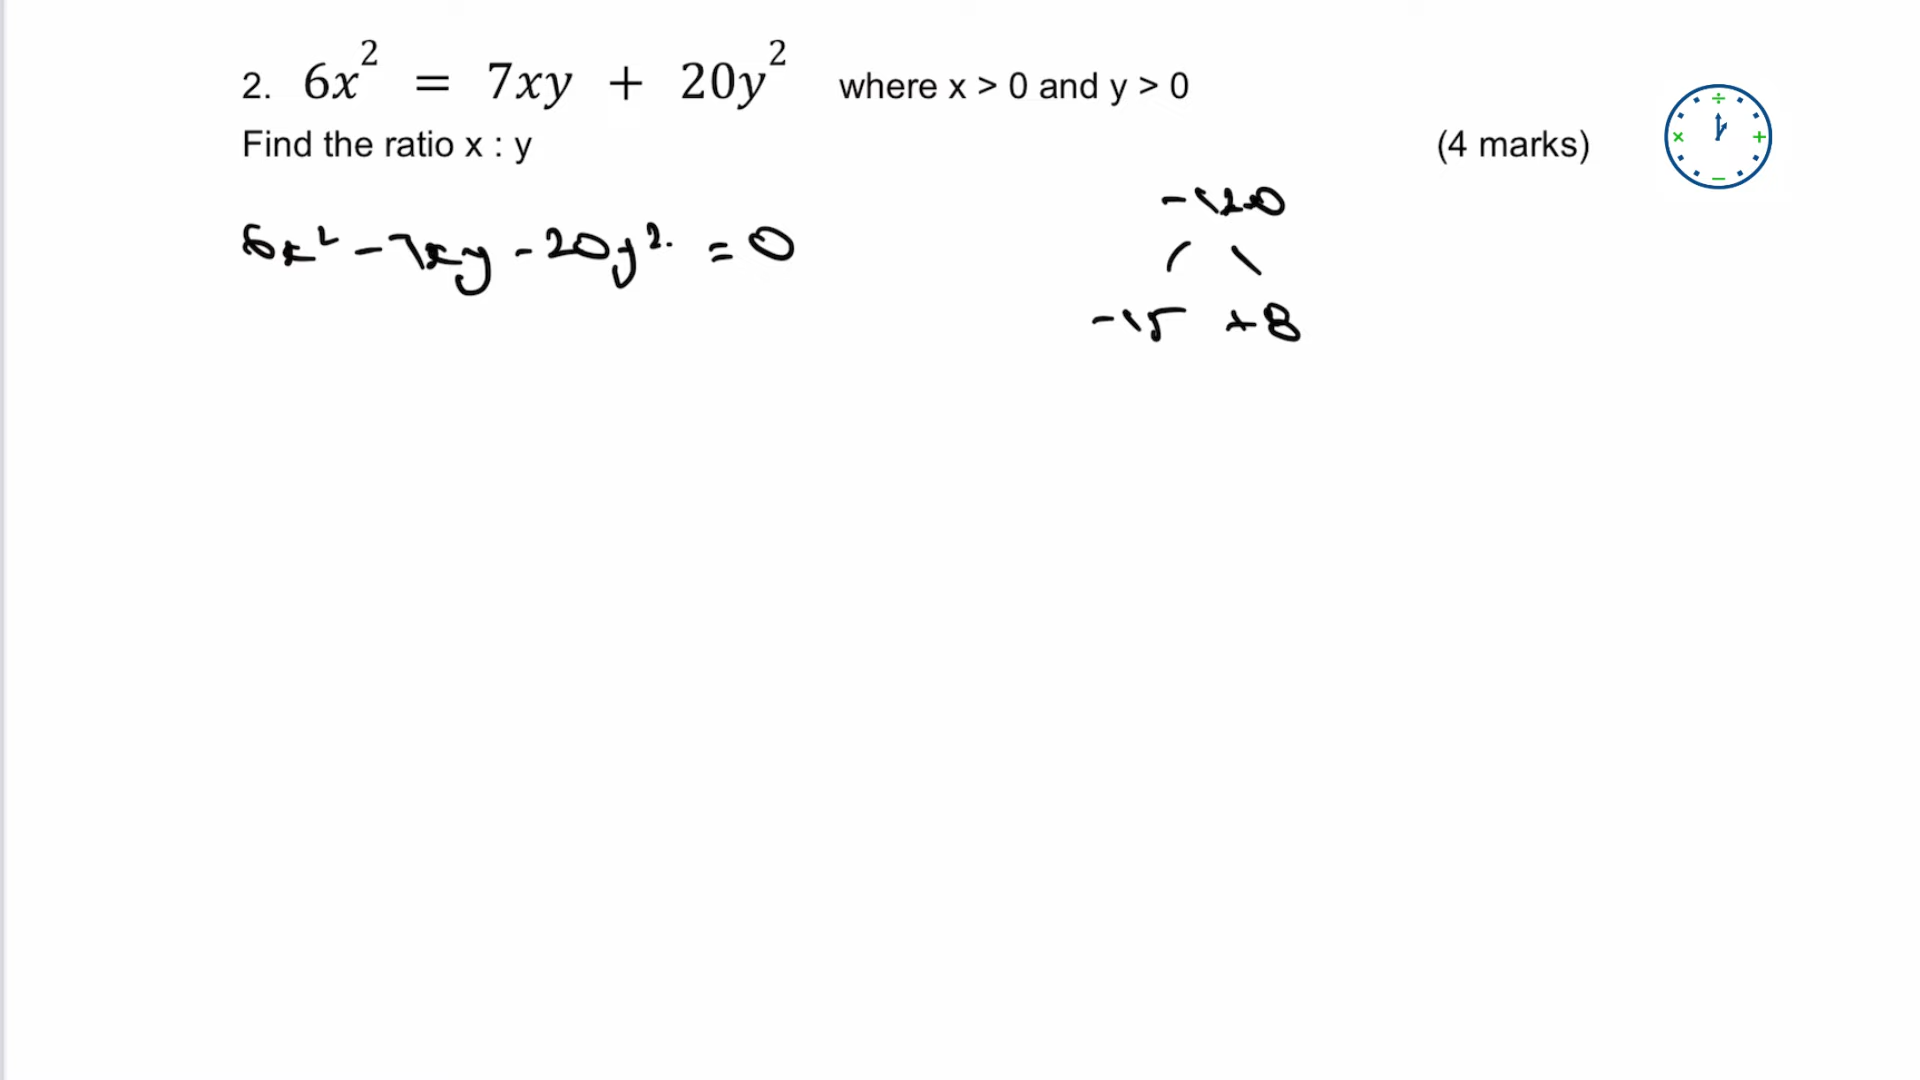 2. 6x² = 7xy + 20y² where x > 0 and y > 0
Find the ratio x : y (4 marks)
6x² - 7xy - 20y² = 0
-120
-15 +8
÷
× +
−